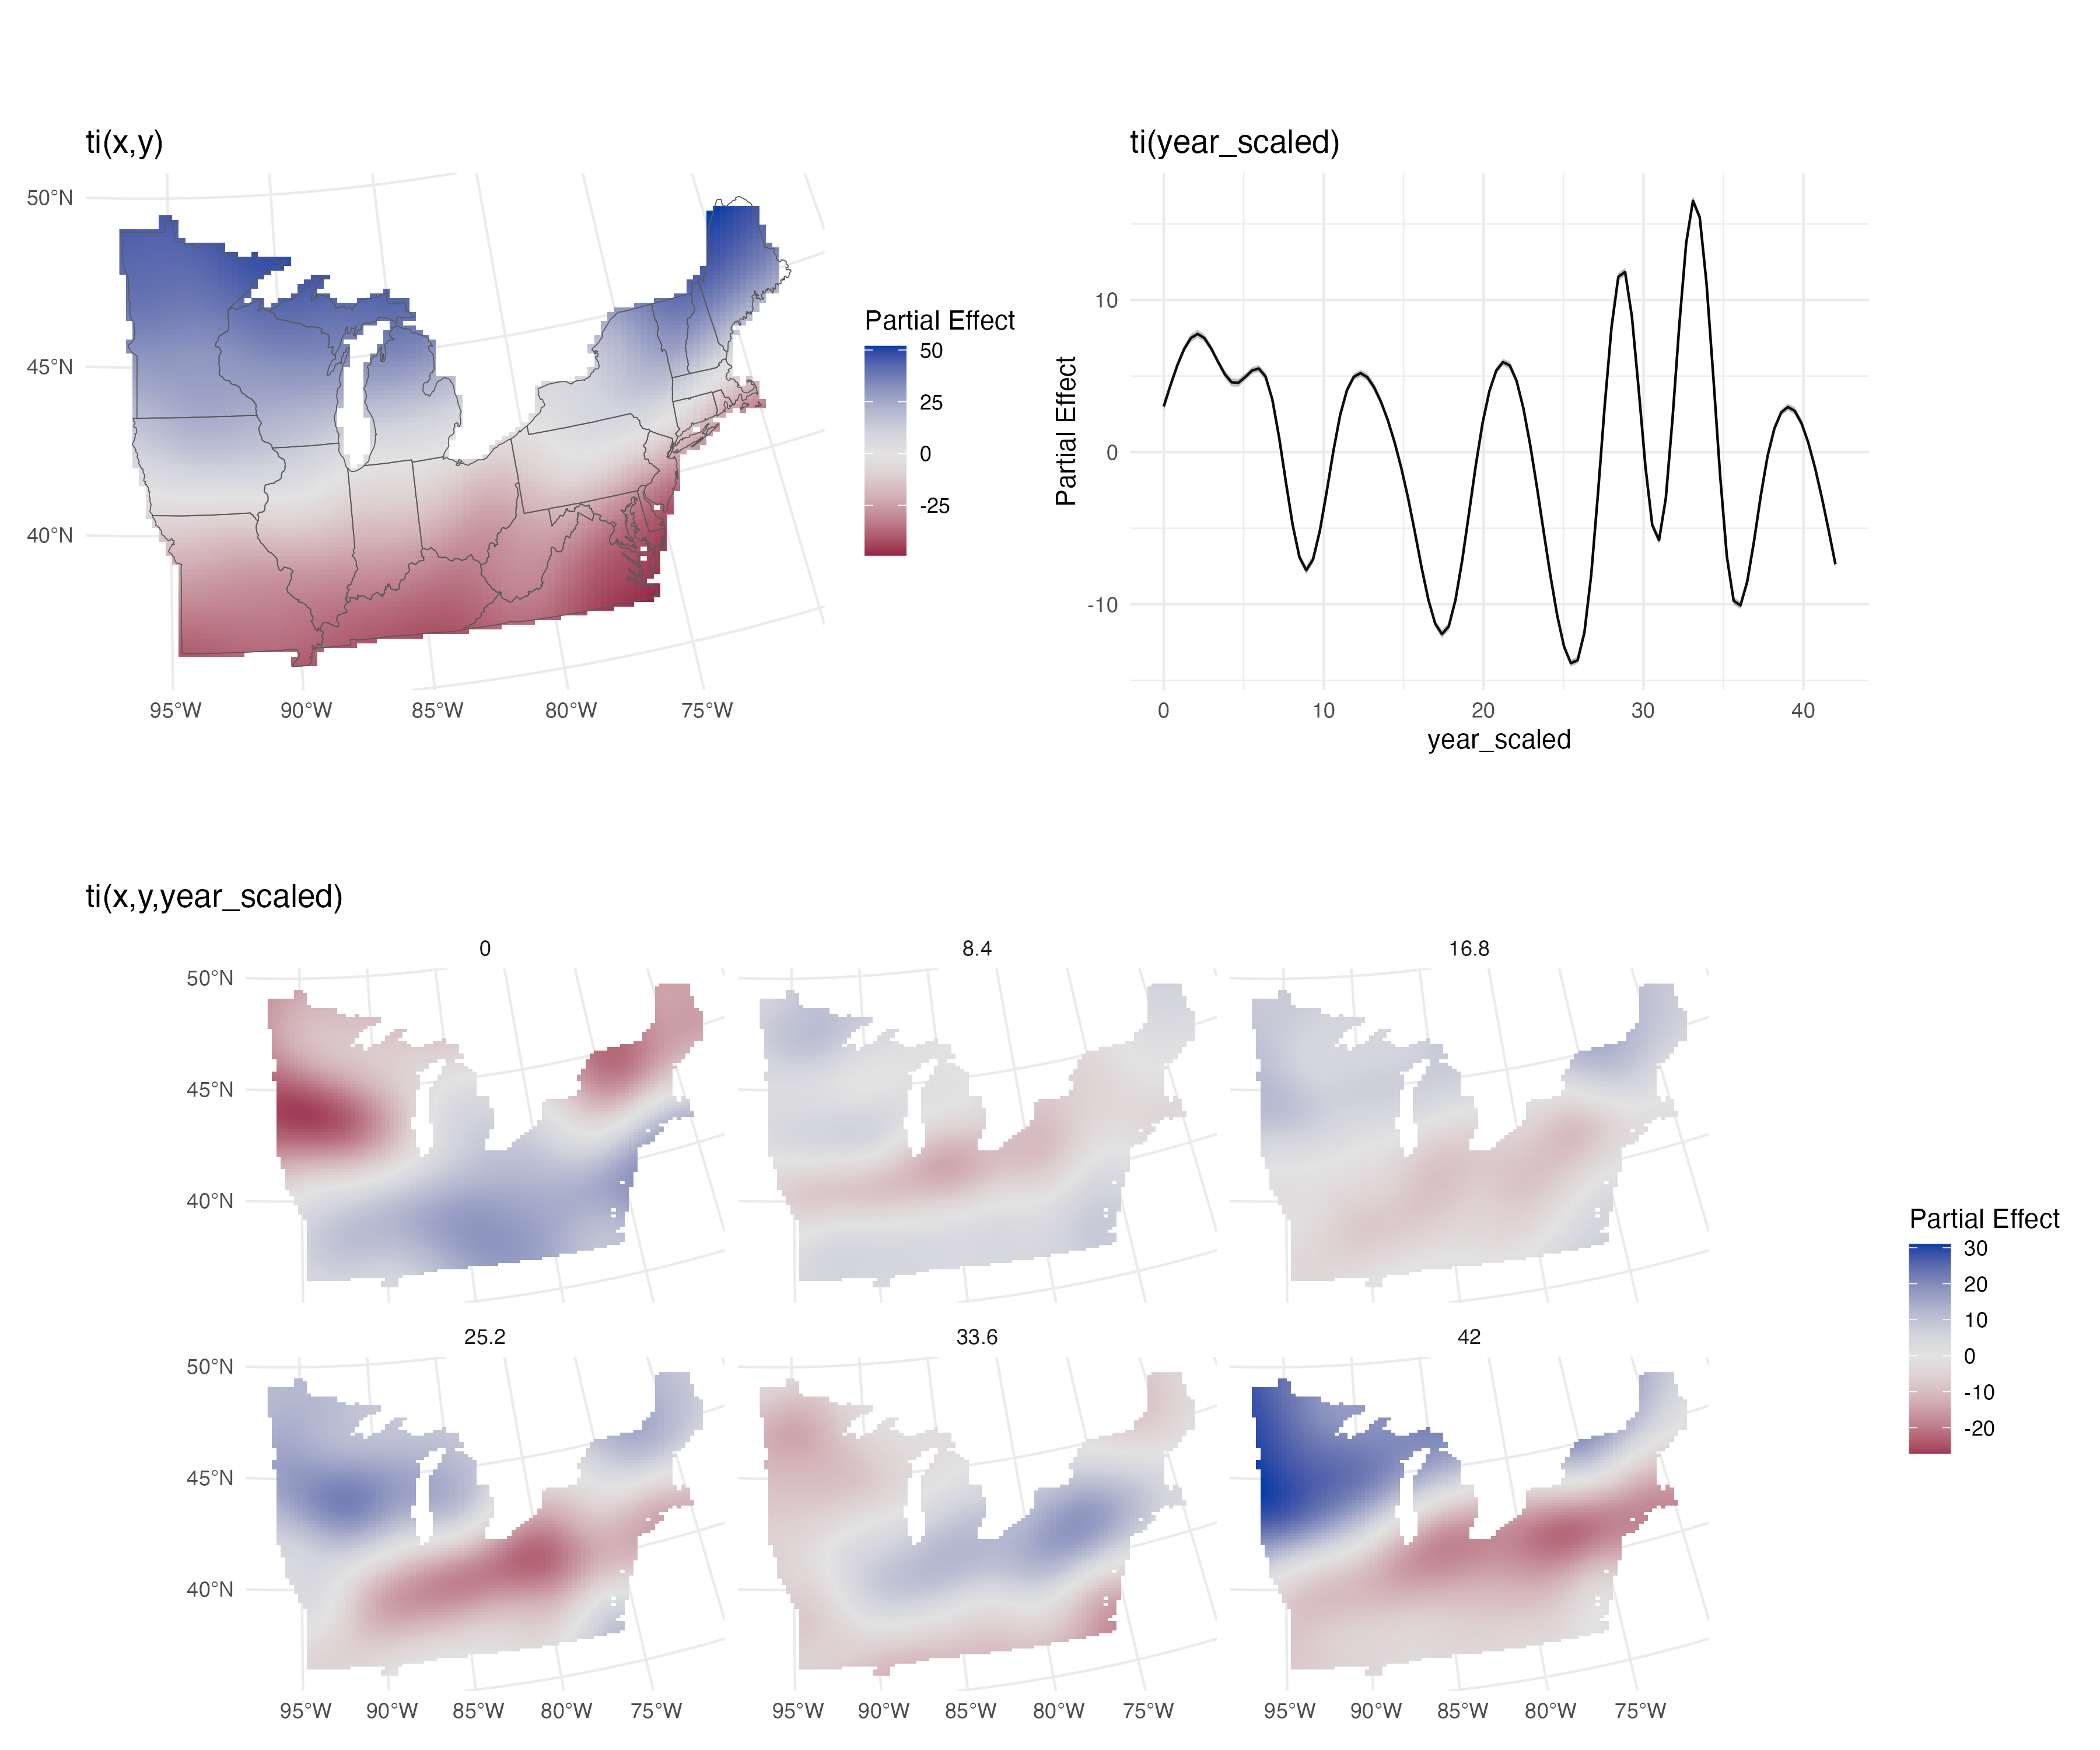 ti(x,y)
50°N
45°N
40°N
95°W 90°W 85°W 80°W 75°W
Partial Effect
50
25
0
-25
ti(year_scaled)
Partial Effect
10
0
-10
0 10 20 30 40
year_scaled
ti(x,y,year_scaled)
0 8.4 16.8
50°N
45°N
40°N
25.2 33.6 42
50°N
45°N
40°N
95°W 90°W 85°W 80°W 75°W 95°W 90°W 85°W 80°W 75°W 95°W 90°W 85°W 80°W 75°W
Partial Effect
30
20
10
0
-10
-20